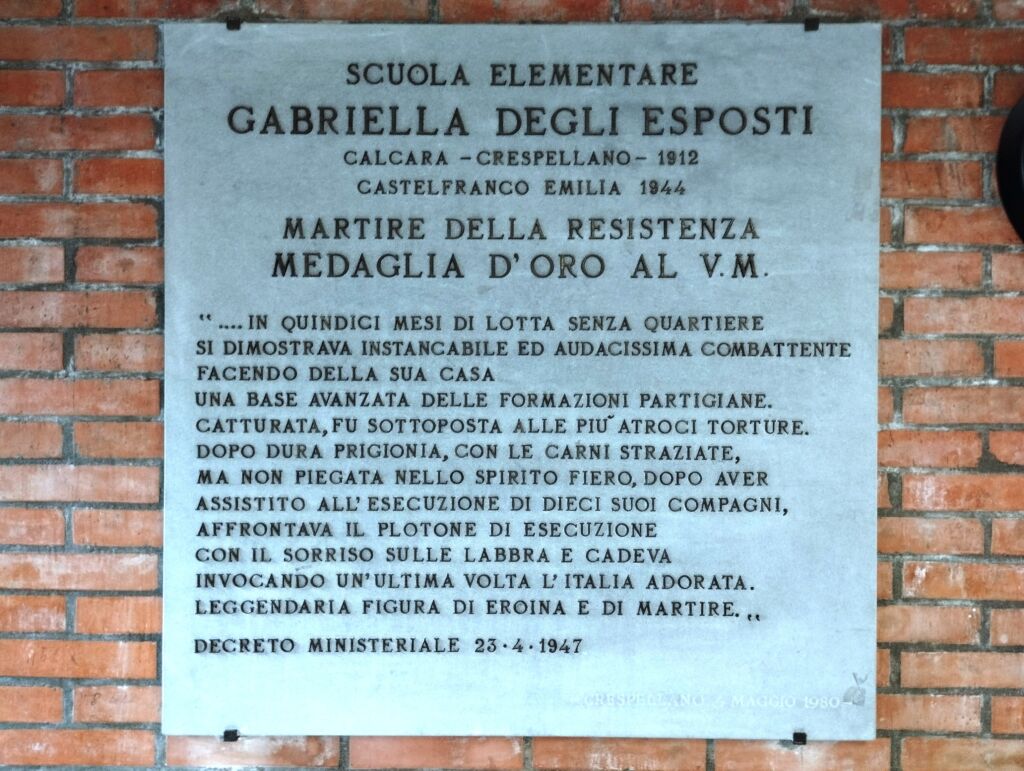 SCUOLA ELEMENTARE
GABRIELLA DEGLI ESPOSTI
CALCARA - CRESPELLANO - 1912
CASTELFRANCO EMILIA 1944
MARTIRE DELLA RESISTENZA
MEDAGLIA D'ORO AL V.M.
“....IN QUINDICI MESI DI LOTTA SENZA QUARTIERE
SI DIMOSTRAVA INSTANCABILE ED AUDACISSIMA COMBATTENTE
FACENDO DELLA SUA CASA
UNA BASE AVANZATA DELLE FORMAZIONI PARTIGIANE.
CATTURATA, FU SOTTOPOSTA ALLE PIU' ATROCI TORTURE.
DOPO DURA PRIGIONIA, CON LE CARNI STRAZIATE,
MA NON PIEGATA NELLO SPIRITO FIERO, DOPO AVER
ASSISTITO ALL'ESECUZIONE DI DIECI SUOI COMPAGNI,
AFFRONTAVA IL PLOTONE DI ESECUZIONE
CON IL SORRISO SULLE LABBRA E CADEVA
INVOCANDO UN'ULTIMA VOLTA L'ITALIA ADORATA.
LEGGENDARIA FIGURA DI EROINA E DI MARTIRE.„
DECRETO MINISTERIALE 23·4·1947
- CRESPELLANO 4 MAGGIO 1980 -